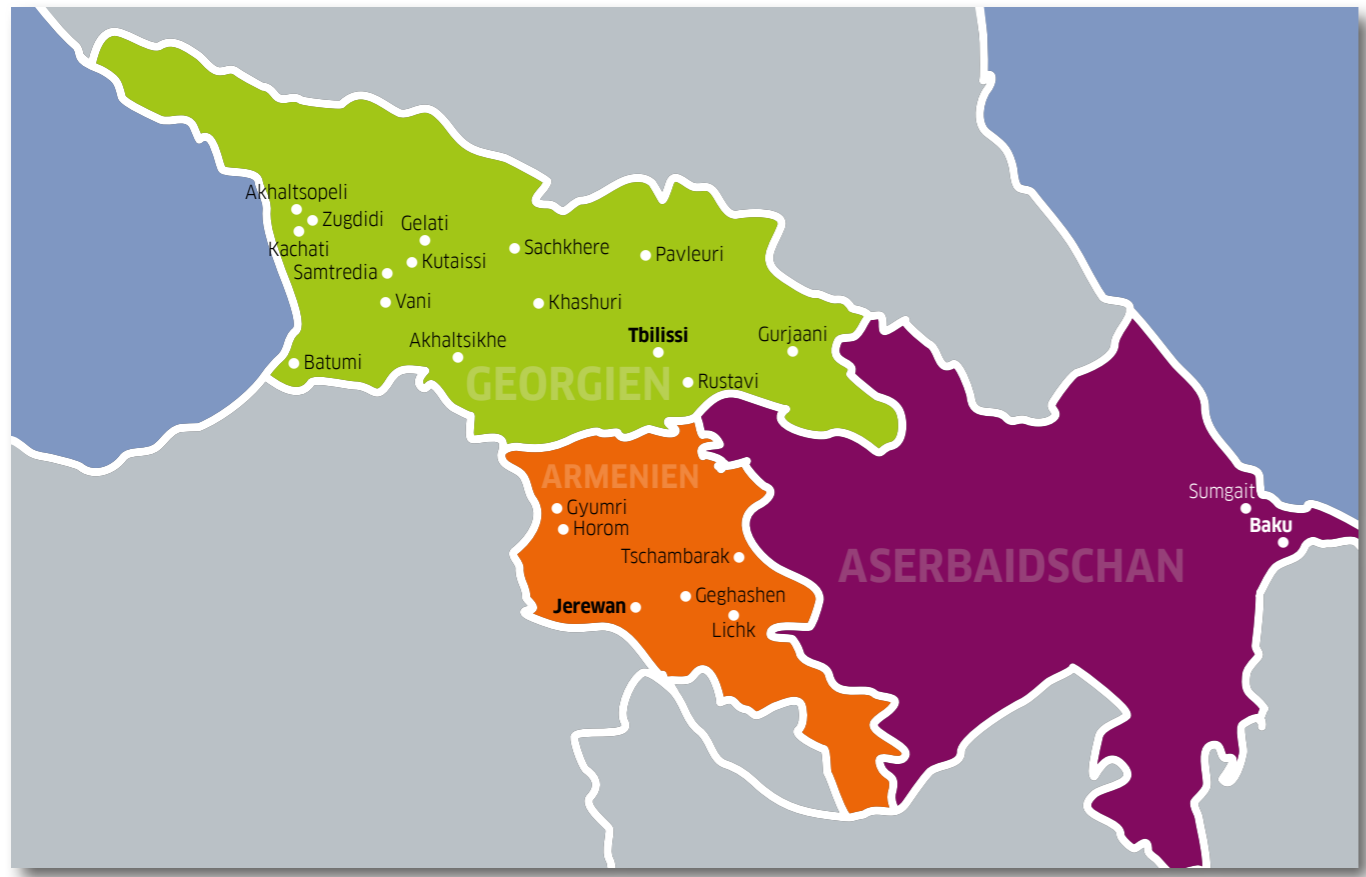 Akhaltsopeli
Zugdidi
Gelati
Kachati
Sachkhere
Pavleuri
Kutaissi
Samtredia
Vani
Khashuri
Akhaltsikhe
Tbilissi
Gurjaani
Batumi
GEORGIEN
Rustavi
ARMENIEN
Gyumri
Horom
Sumgait
Baku
Tschambarak
ASERBAIDSCHAN
Geghashen
Jerewan
Lichk